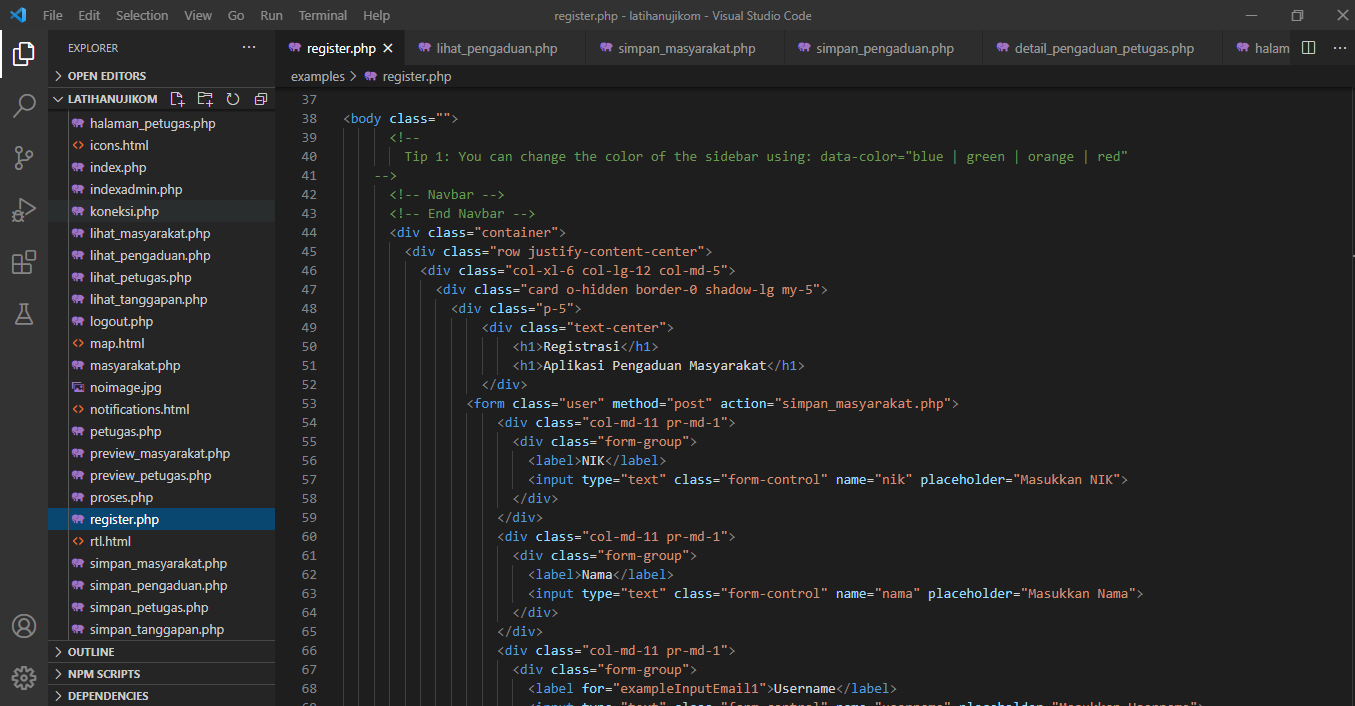 File Edit Selection View Go Run Terminal Help
register.php - latihanujikom - Visual Studio Code
EXPLORER
OPEN EDITORS
LATIHANUJIKOM
halaman_petugas.php
icons.html
index.php
indexadmin.php
koneksi.php
lihat_masyarakat.php
lihat_pengaduan.php
lihat_petugas.php
lihat_tanggapan.php
logout.php
map.html
masyarakat.php
noimage.jpg
notifications.html
petugas.php
preview_masyarakat.php
preview_petugas.php
proses.php
register.php
rtl.html
simpan_masyarakat.php
simpan_pengaduan.php
simpan_petugas.php
simpan_tanggapan.php
OUTLINE
NPM SCRIPTS
DEPENDENCIES
register.php lihat_pengaduan.php simpan_masyarakat.php simpan_pengaduan.php detail_pengaduan_petugas.php halam
examples > register.php
37
38 <body class="">
39 <!--
40 Tip 1: You can change the color of the sidebar using: data-color="blue | green | orange | red"
41 -->
42 <!-- Navbar -->
43 <!-- End Navbar -->
44 <div class="container">
45 <div class="row justify-content-center">
46 <div class="col-xl-6 col-lg-12 col-md-5">
47 <div class="card o-hidden border-0 shadow-lg my-5">
48 <div class="p-5">
49 <div class="text-center">
50 <h1>Registrasi</h1>
51 <h1>Aplikasi Pengaduan Masyarakat</h1>
52 </div>
53 <form class="user" method="post" action="simpan_masyarakat.php">
54 <div class="col-md-11 pr-md-1">
55 <div class="form-group">
56 <label>NIK</label>
57 <input type="text" class="form-control" name="nik" placeholder="Masukkan NIK">
58 </div>
59 </div>
60 <div class="col-md-11 pr-md-1">
61 <div class="form-group">
62 <label>Nama</label>
63 <input type="text" class="form-control" name="nama" placeholder="Masukkan Nama">
64 </div>
65 </div>
66 <div class="col-md-11 pr-md-1">
67 <div class="form-group">
68 <label for="exampleInputEmail1">Username</label>
69 <input type="text" class="form-control" name="username" placeholder="Masukkan Username">